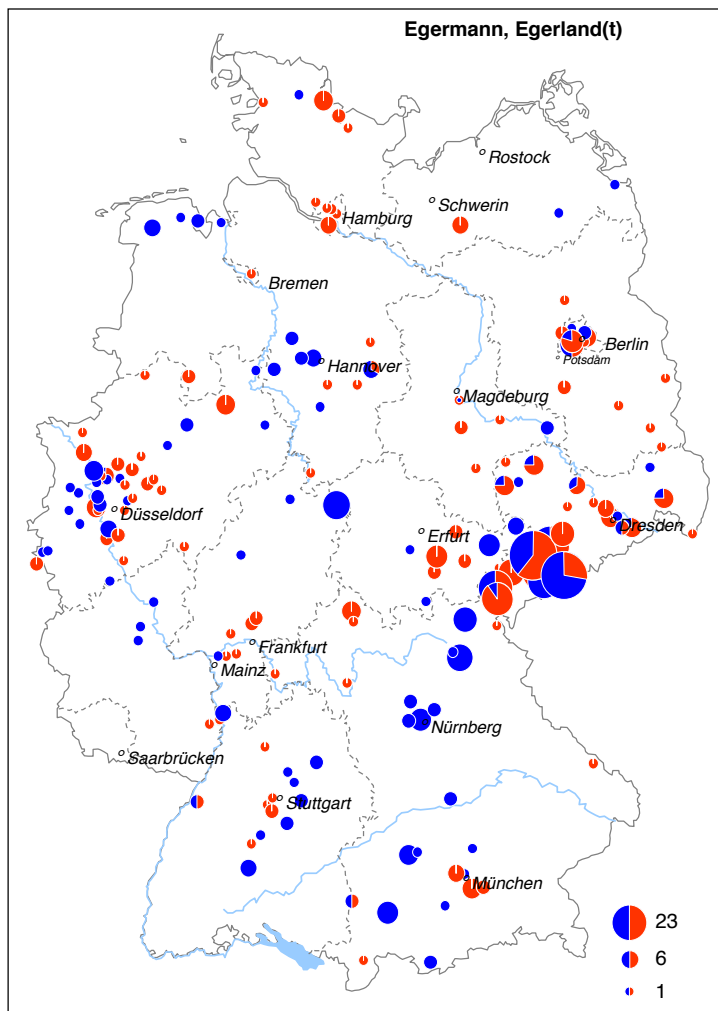 Egermann, Egerland(t)
Rostock
Schwerin
Hamburg
Bremen
Berlin
Potsdam
Hannover
Magdeburg
Düsseldorf
Dresden
Erfurt
Frankfurt
Mainz
Nürnberg
Saarbrücken
Stuttgart
München
23
6
1